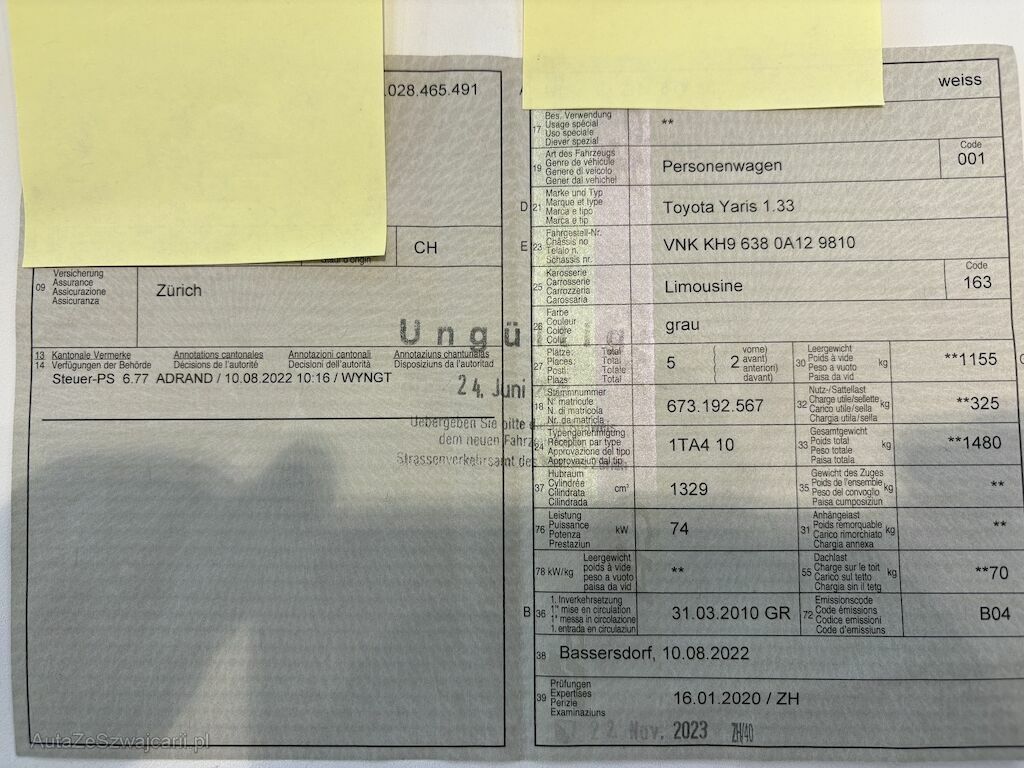 .028.465.491
A
weiss
17
Bes. Verwendung
Usage spécial
Uso speciale
Diever spezial
**
19
Art des Fahrzeugs
Genre de véhicule
Genere di veicolo
Gener dal vehichel
Personenwagen
Code
001
D 21
Marke und Typ
Marque et type
Marca e tipo
Marca e tip
Toyota Yaris 1.33
E 23
Fahrgestell-Nr.
Châssis no
Telaio n.
Schassis nr.
VNK KH9 638 0A12 9810
CH
25
Karosserie
Carrosserie
Carrozzeria
Carossaria
Limousine
Code
163
09
Versicherung
Assurance
Assicurazione
Assicuranza
Zürich
26
Farbe
Couleur
Colore
Colur
grau
13
14
Kantonale Vermerke
Verfügungen der Behörde
Annotations cantonales
Décisions de l'autorité
Annotazioni cantonali
Decisioni dell'autorità
Annotaziuns chantunalas
Disposiziuns da l'autoritad
Steuer-PS 6.77 ADRAND / 10.08.2022 10:16 / WYNGT
24. Juni
Uebergeben Sie bitte
dem neuen
Strassenverkehrsamt des
27
Plätze: Total
Places: Total
Posti: Totale
Plazs: Total
5
2
vorne)
avant)
anteriori)
davant)
30
Leergewicht
Poids à vide
Peso a vuoto
Paisa da vid
kg
**1155
18
Stammnummer
N° matricule
N. di matricola
Nr. da matricla
673.192.567
32
Nutz-/Sattellast
Charge utile/sellette
Carico utile/sella
Chargia utila/sella
kg
**325
24
Typengenehmigung
Réception par type
Approvazione del tipo
Approvaziun dal tip
1TA4 10
33
Gesamtgewicht
Poids total
Peso totale
Paisa totala
kg
**1480
37
Hubraum
Cylindrée
Cilindrata
Cilindrada
cm³
1329
35
Gewicht des Zuges
Poids de l'ensemble
Peso del convoglio
Paisa cumposiziun
kg
**
76
Leistung
Puissance
Potenza
Prestaziun
kW
74
31
Anhängelast
Poids remorquable
Carico rimorchiato
Chargia annexa
kg
**
78 kW/kg
Leergewicht
poids à vide
peso a vuoto
paisa da vid
**
55
Dachlast
Charge sur le toit
Carico sul tetto
Chargia sin il tetg
kg
**70
B 36
1. Inverkehrsetzung
1re mise en circulation
1a messa in circolazione
1. entrada en circulaziun
31.03.2010 GR
72
Emissionscode
Code émissions
Codice emissioni
Code d'emissiuns
B04
38
Bassersdorf, 10.08.2022
39
Prüfungen
Expertises
Perizie
Examinaziuns
16.01.2020 / ZH
22. Nov. 2023 ZH/40
AutaZeSzwajcarii.pl